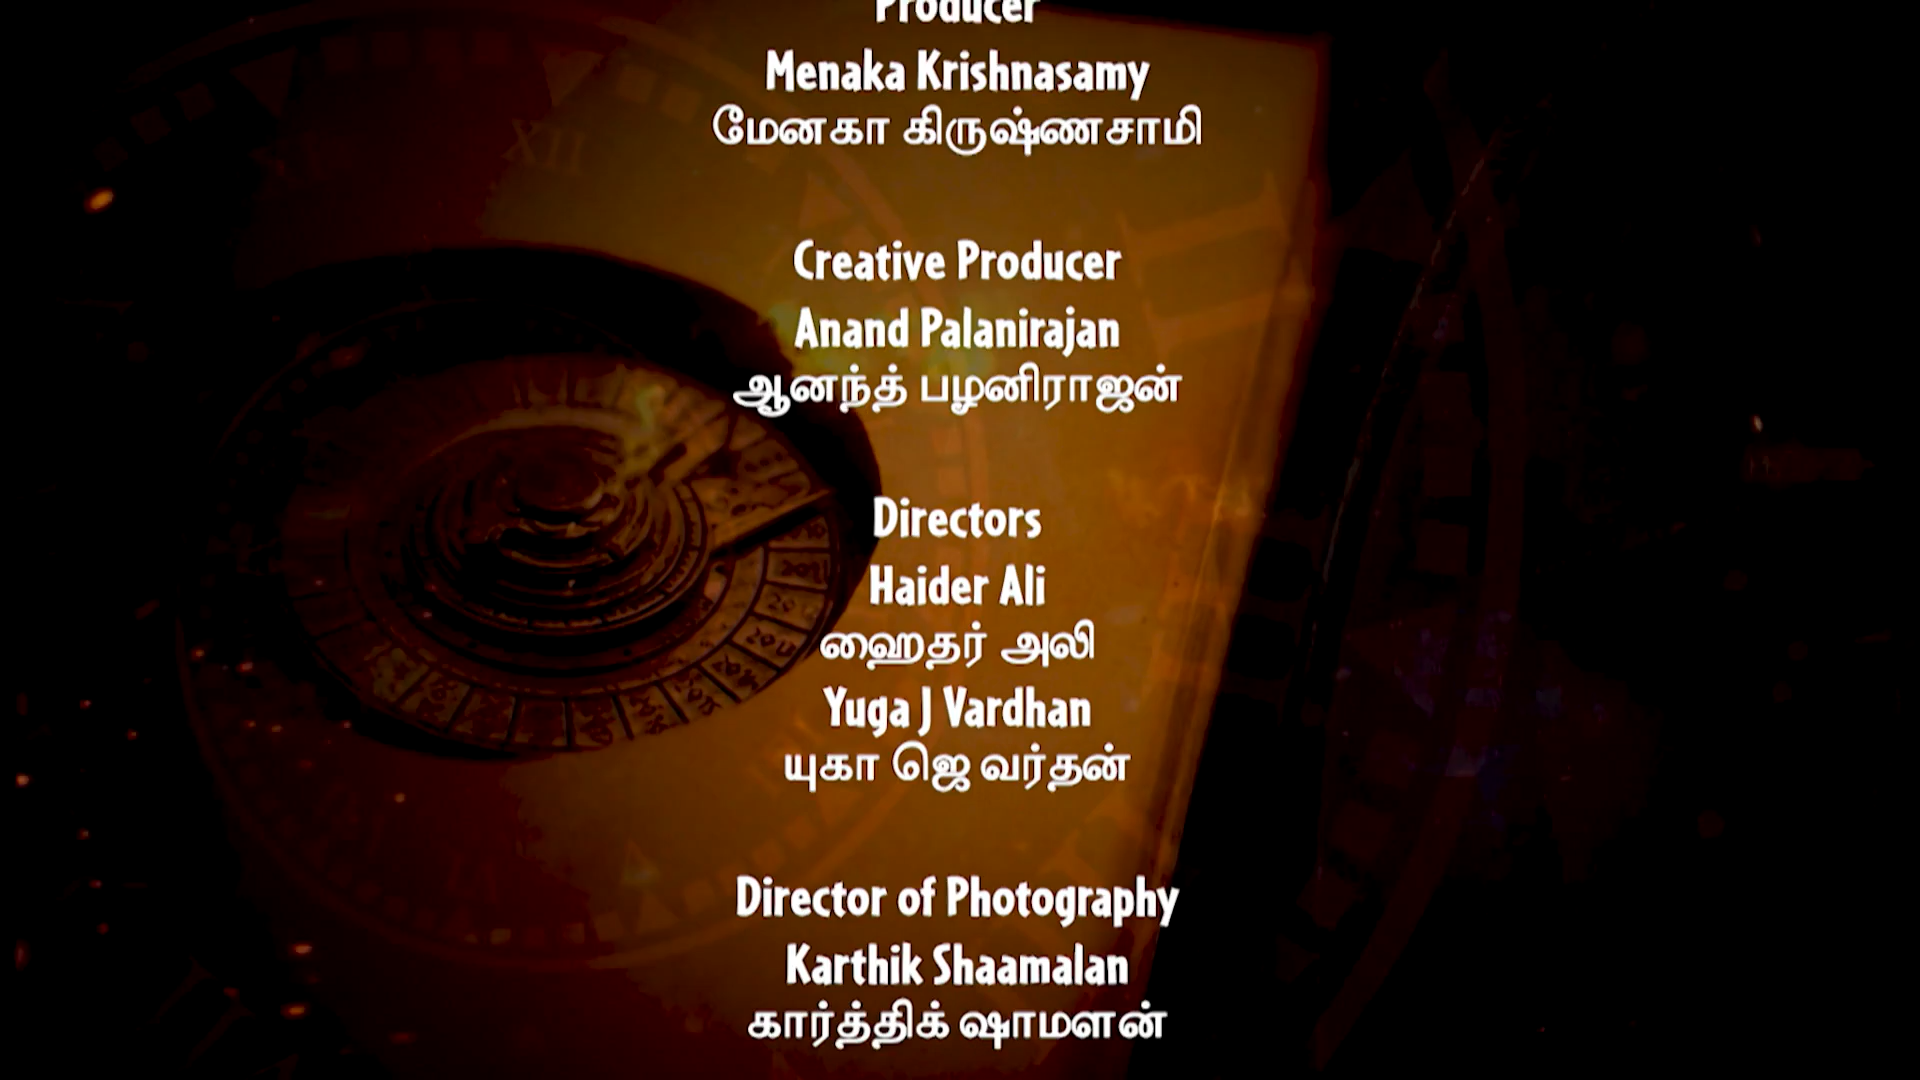 Producer
Menaka Krishnasamy
மேனகா கிருஷ்ணசாமி
Creative Producer
Anand Palanirajan
ஆனந்த் பழனிராஜன்
Directors
Haider Ali
ஹைதர் அலி
Yuga J Vardhan
யுகா ஜெ வர்தன்
Director of Photography
Karthik Shaamalan
கார்த்திக் ஷாமளன்
XII